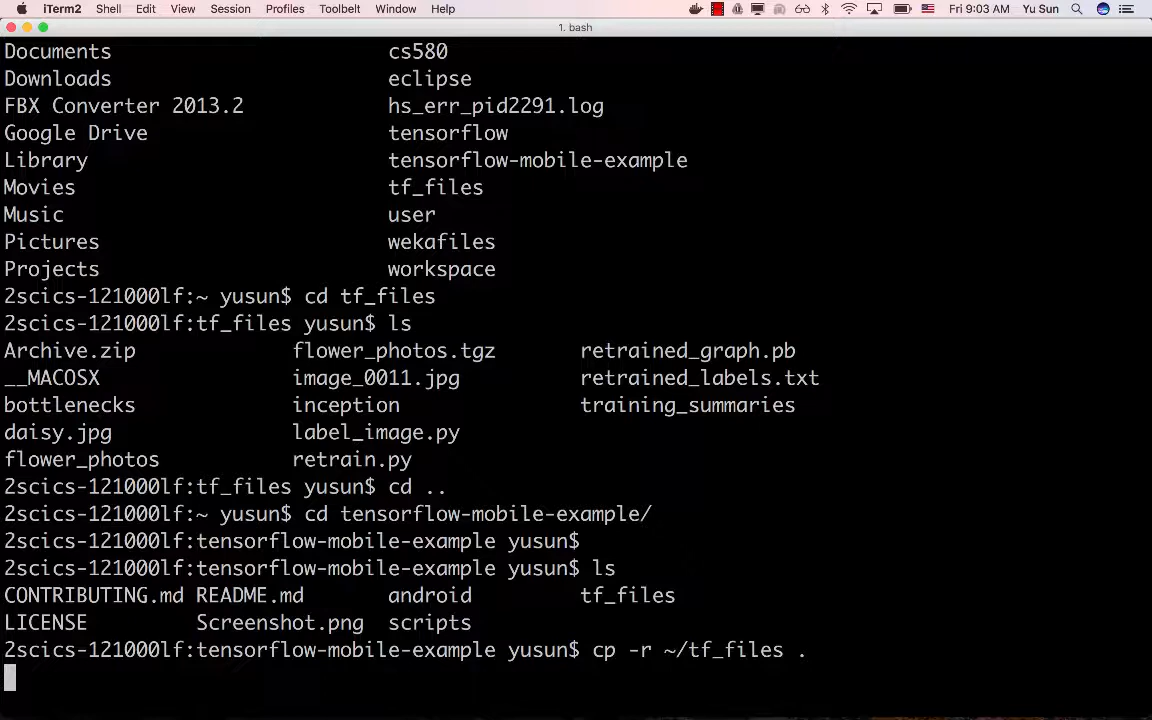 iTerm2 Shell Edit View Session Profiles Toolbelt Window Help Fri 9:03 AM Yu Sun
1. bash
Documents cs580
Downloads eclipse
FBX Converter 2013.2 hs_err_pid2291.log
Google Drive tensorflow
Library tensorflow-mobile-example
Movies tf_files
Music user
Pictures wekafiles
Projects workspace
2scics-121000lf:~ yusun$ cd tf_files
2scics-121000lf:tf_files yusun$ ls
Archive.zip flower_photos.tgz retrained_graph.pb
__MACOSX image_0011.jpg retrained_labels.txt
bottlenecks inception training_summaries
daisy.jpg label_image.py
flower_photos retrain.py
2scics-121000lf:tf_files yusun$ cd ..
2scics-121000lf:~ yusun$ cd tensorflow-mobile-example/
2scics-121000lf:tensorflow-mobile-example yusun$
2scics-121000lf:tensorflow-mobile-example yusun$ ls
CONTRIBUTING.md README.md android tf_files
LICENSE Screenshot.png scripts
2scics-121000lf:tensorflow-mobile-example yusun$ cp -r ~/tf_files .